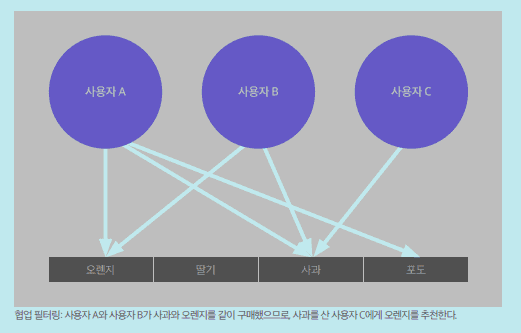 사용자 A
사용자 B
사용자 C
오렌지
딸기
사과
포도
협업 필터링: 사용자 A와 사용자 B가 사과와 오렌지를 같이 구매했으므로, 사과를 산 사용자 C에게 오렌지를 추천한다.